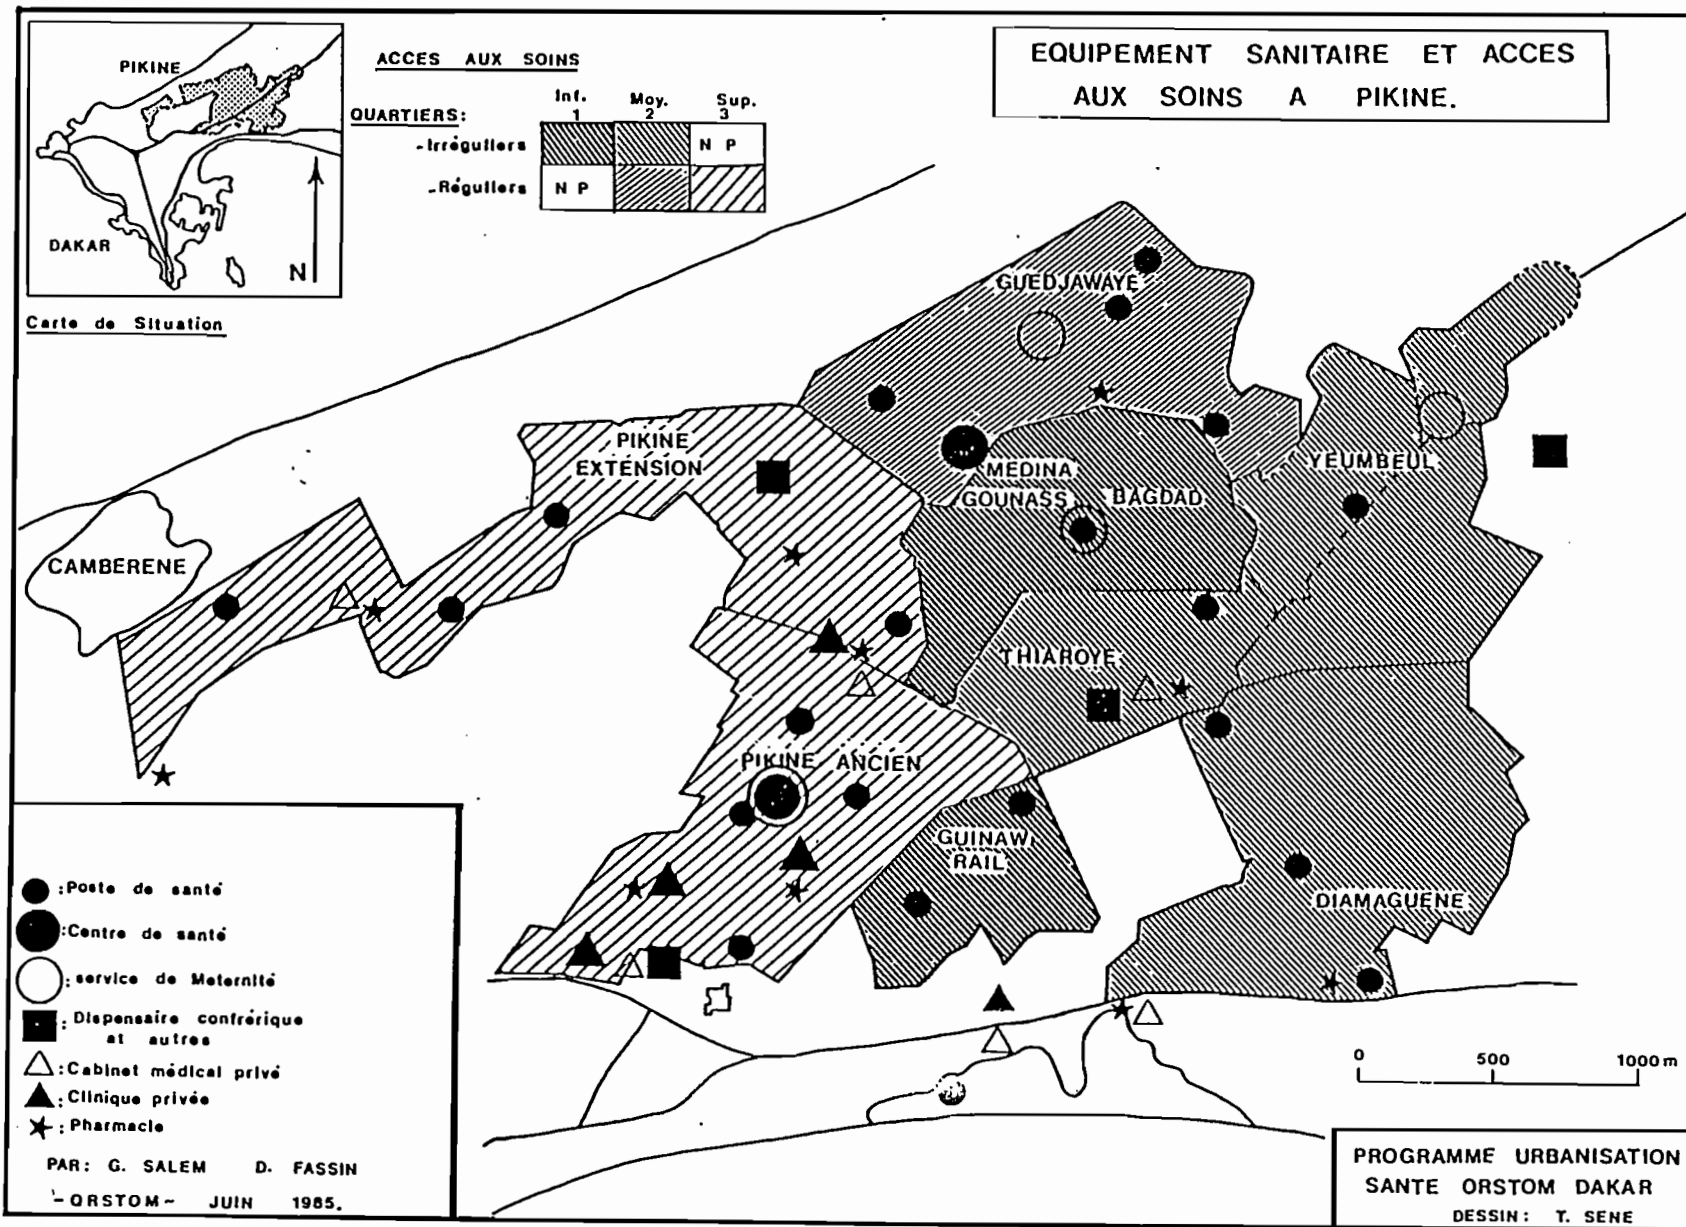 EQUIPEMENT SANITAIRE ET ACCES
AUX SOINS A PIKINE.
PIKINE
DAKAR
N
Carte de Situation
ACCES AUX SOINS
Inf. Moy. Sup.
1 2 3
QUARTIERS:
-Irréguliers
N P
-Réguliers
N P
GUEDJAWAYE
PIKINE
EXTENSION
MEDINA
GOUNASS
BAGDAD
YEUMBEUL
CAMBERENE
THIAROYE
PIKINE ANCIEN
GUINAW
RAIL
DIAMAGUENE
: Poste de santé
: Centre de santé
: service de Meternité
: Dispensaire confrérique
et autres
: Cabinet médical privé
: Clinique privée
: Pharmacie
PAR: G. SALEM D. FASSIN
-ORSTOM- JUIN 1985.
0 500 1000 m
PROGRAMME URBANISATION
SANTE ORSTOM DAKAR
DESSIN: T. SENE